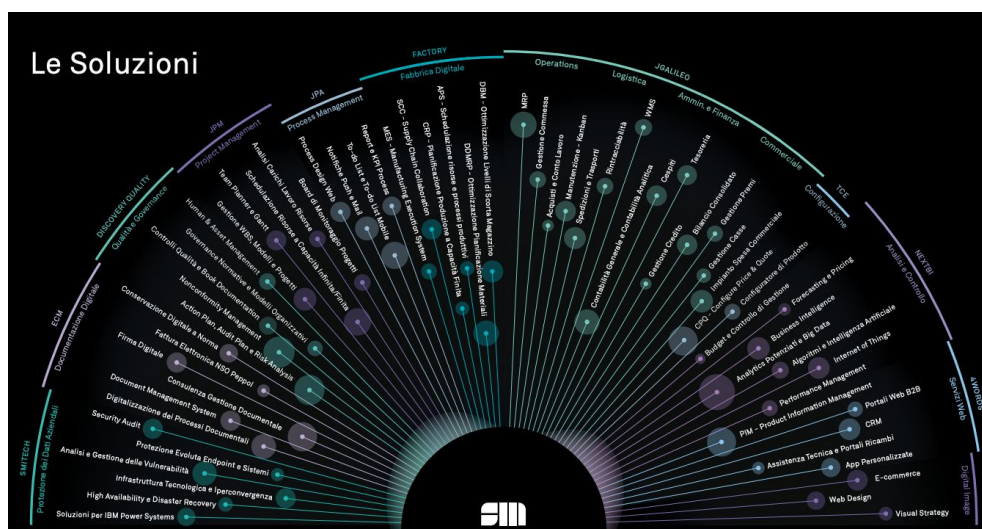 Le Soluzioni
SMITECH
Protezione dei Dati Aziendali
Soluzioni per IBM Power Systems
High Availability e Disaster Recovery
Infrastruttura Tecnologica e Iperconvergenza
Analisi e Gestione delle Vulnerabilità
Protezione Evoluta Endpoint e Sistemi
Security Audit
ECM
Documentazione Digitale
Digitalizzazione dei Processi Documentali
Document Management System
Consulenza Gestione Documentale
Firma Digitale
Fattura Elettronica NSO Peppol
Conservazione Digitale a Norma
DISCOVERY QUALITY
Qualità e Governance
Action Plan, Audit Plan e Risk Analysis
Nonconformity Management
Controlli Qualità e Book Documentation
Governance Normative e Modelli Organizzativi
Human & Asset Management
JPM
Project Management
Gestione WBS, Modelli e Progetti
Team Planner e Gantt
Schedulazione Risorse a Capacità Infinita/Finita
Analisi Carichi Lavoro Risorse
Board di Monitoraggio Progetti
JPA
Process Management
Process Design Web
Notifiche Push e Mail
To-do List e To-do List Mobile
Report e KPI Process
FACTORY
Fabbrica Digitale
MES - Manufacturing Execution System
SCC - Supply Chain Collaboration
CRP - Pianificazione Produzione a Capacità Finita
APS - Schedulazione risorse e processi produttivi
DDMRP - Ottimizzazione Planificazione Materiali
DBM - Ottimizzazione Livelli di Scorta Magazzino
JGALILEO
Operations
MRP
Gestione Commessa
Acquisti e Conto Lavoro
Manutenzione - Kanban
Logistica
Spedizioni e Trasporti
Rintracciabilità
WMS
Ammin. e Finanza
Contabilità Generale e Contabilità Analitica
Cespiti
Tesoreria
Gestione Credito
Bilancio Consolidato
Commerciale
Gestione Premi
Gestione Casse
Impianto Spesa Commerciale
TCE
Configurazione
CPQ - Configure Price & Quote
Configuratore di Prodotto
NEXTBI
Analisi e Controllo
Budget e Controllo di Gestione
Forecasting e Pricing
Business Intelligence
Analytics Potenziati e Big Data
Algoritmi e Intelligenza Artificiale
Internet of Things
Performance Management
4WORDS
Servizi Web
PIM - Product Information Management
Portali Web B2B
CRM
Assistenza Tecnica e Portali Ricambi
App Personalizzate
Digital Image
E-commerce
Web Design
Visual Strategy
sm